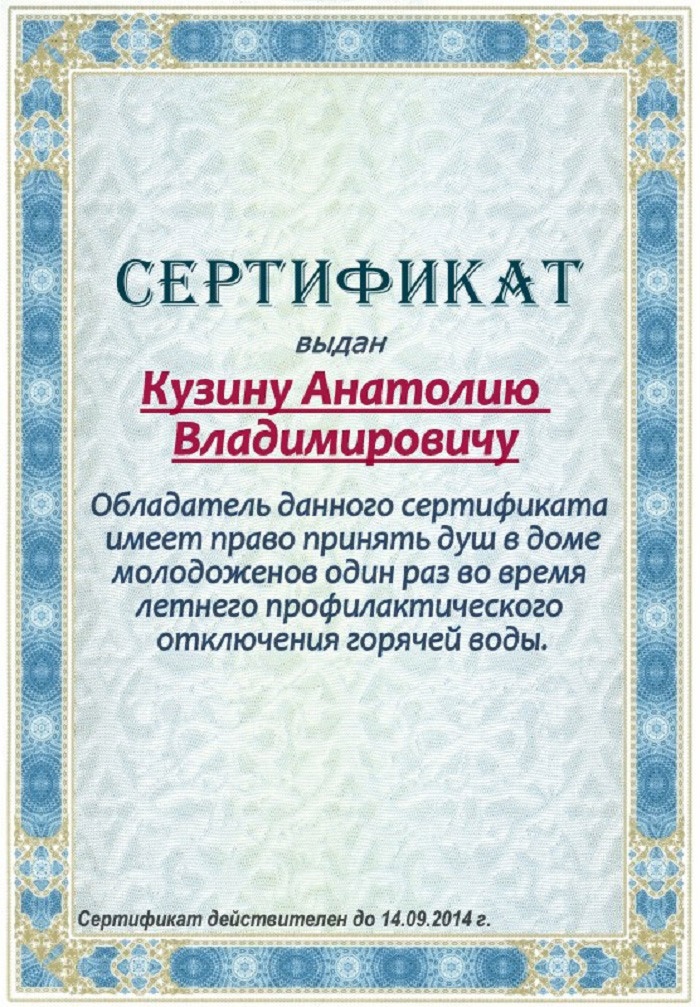 СЕРТИФИКАТ
выдан
Кузину Анатолию
Владимировичу
Обладатель данного сертификата
имеет право принять душ в доме
молодоженов один раз во время
летнего профилактического
отключения горячей воды.
Сертификат действителен до 14.09.2014 г.